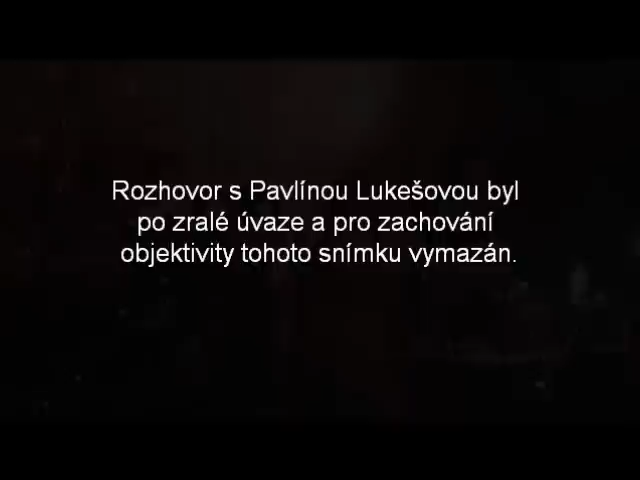 Rozhovor s Pavlínou Lukešovou byl
po zralé úvaze a pro zachování
objektivity tohoto snímku vymazán.